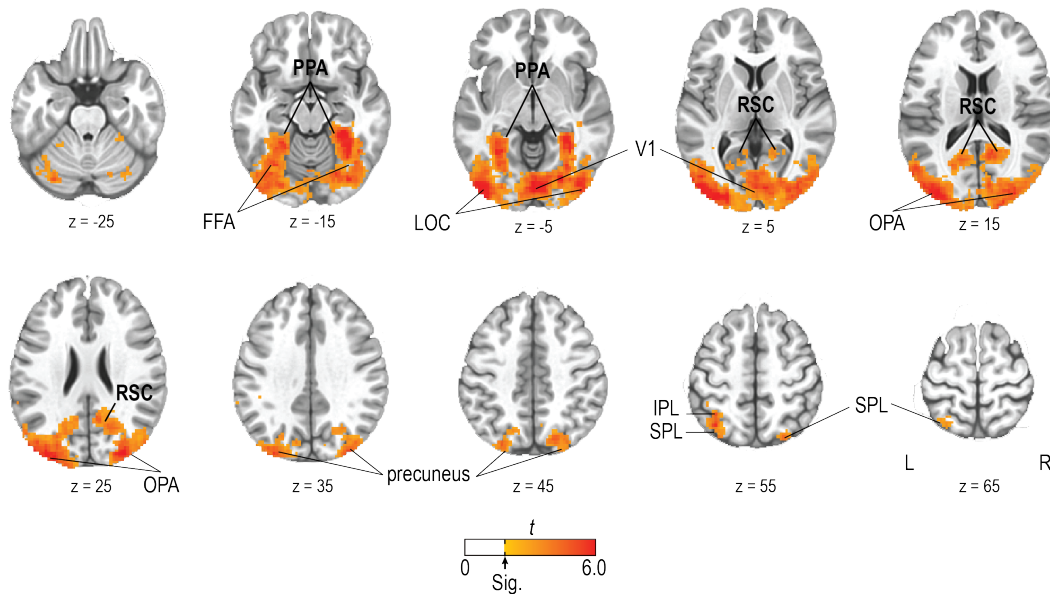 PPA
PPA
RSC
RSC
V1
FFA
LOC
OPA
z = -25
z = -15
z = -5
z = 5
z = 15
RSC
IPL
SPL
SPL
precuneus
OPA
L
R
z = 25
z = 35
z = 45
z = 55
z = 65
t
0
6.0
Sig.